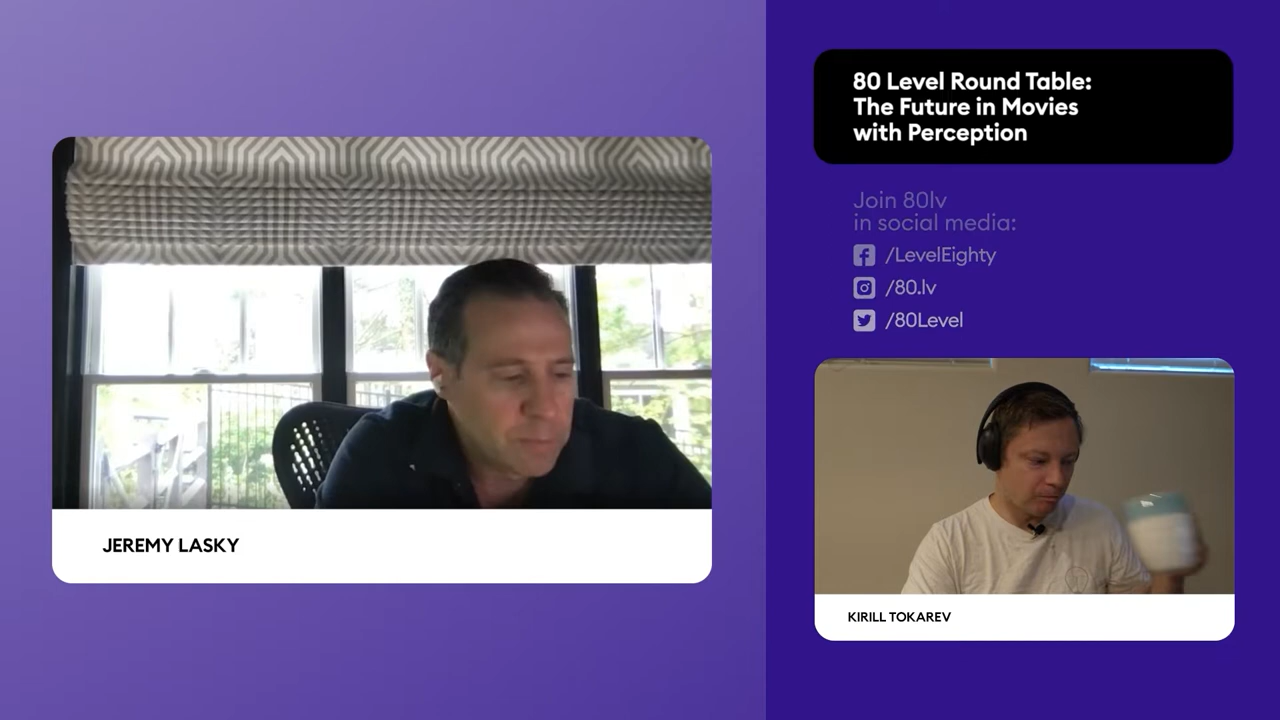 80 Level Round Table:
The Future in Movies
with Perception
Join 80lv
in social media:
/LevelEighty
/80.lv
/80Level
JEREMY LASKY
KIRILL TOKAREV